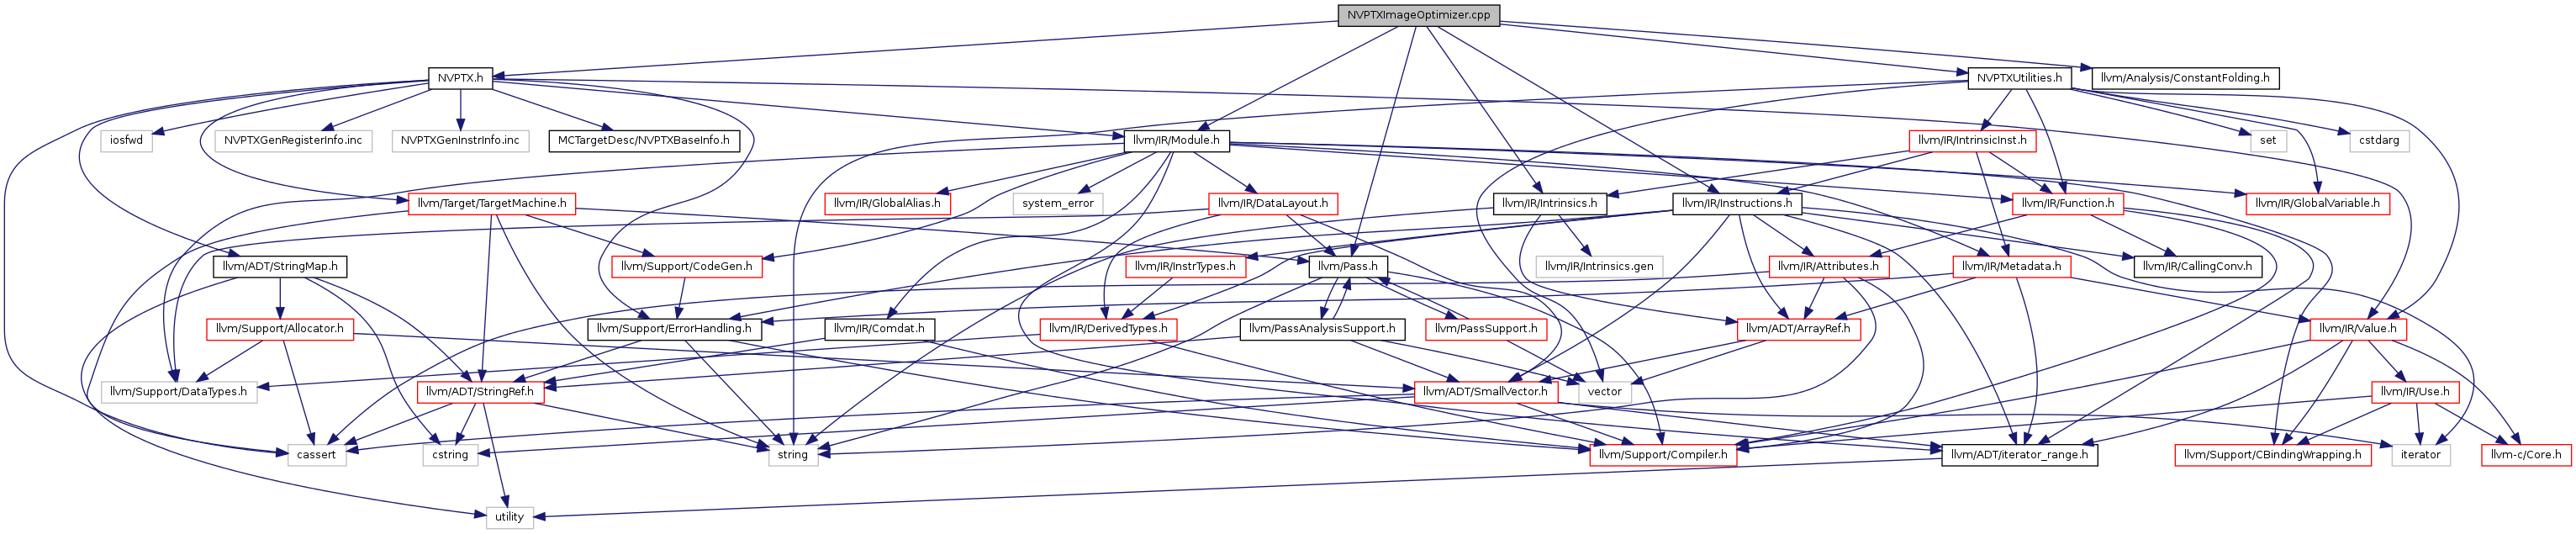 NVPTXImageOptimizer.cpp
NVPTX.h
NVPTXUtilities.h
llvm/Analysis/ConstantFolding.h
iosfwd
NVPTXGenRegisterInfo.inc
NVPTXGenInstrInfo.inc
MCTargetDesc/NVPTXBaseInfo.h
llvm/IR/Module.h
llvm/IR/IntrinsicInst.h
set
cstdarg
llvm/Target/TargetMachine.h
llvm/IR/GlobalAlias.h
system_error
llvm/IR/DataLayout.h
llvm/IR/Intrinsics.h
llvm/IR/Instructions.h
llvm/IR/Function.h
llvm/IR/GlobalVariable.h
llvm/ADT/StringMap.h
llvm/Support/CodeGen.h
llvm/IR/InstrTypes.h
llvm/Pass.h
llvm/IR/Intrinsics.gen
llvm/IR/Attributes.h
llvm/IR/Metadata.h
llvm/IR/CallingConv.h
llvm/Support/Allocator.h
llvm/Support/ErrorHandling.h
llvm/IR/Comdat.h
llvm/IR/DerivedTypes.h
llvm/PassAnalysisSupport.h
llvm/PassSupport.h
llvm/ADT/ArrayRef.h
llvm/IR/Value.h
llvm/Support/DataTypes.h
llvm/ADT/StringRef.h
llvm/ADT/SmallVector.h
vector
llvm/IR/Use.h
cassert
cstring
string
llvm/Support/Compiler.h
llvm/ADT/iterator_range.h
llvm/Support/CBindingWrapping.h
iterator
llvm-c/Core.h
utility